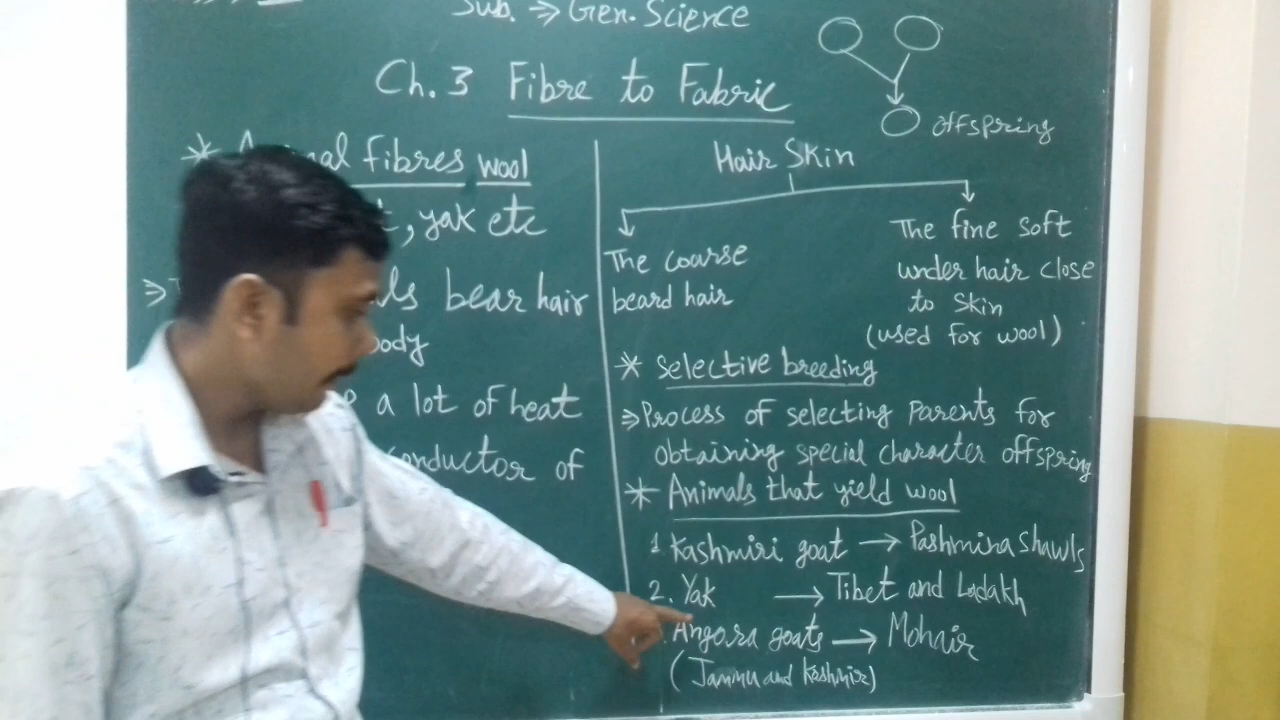 Sub. ⇒ Gen. Science
Ch. 3 Fibre to Fabric
offspring
* fibres wool
, yak etc
bear hair
body
a lot of heat
conductor of
Hair Skin
The course
beard hair
The fine soft
under hair close
to skin
(used for wool)
* Selective breeding
⇒ Process of selecting Parents for
obtaining special character offspring
* Animals that yield wool
1 Kashmiri goat → Pashmina shawls
2. Yak → Tibet and Ladakh
Angora goats → Mohair
(Jammu and Kashmir)